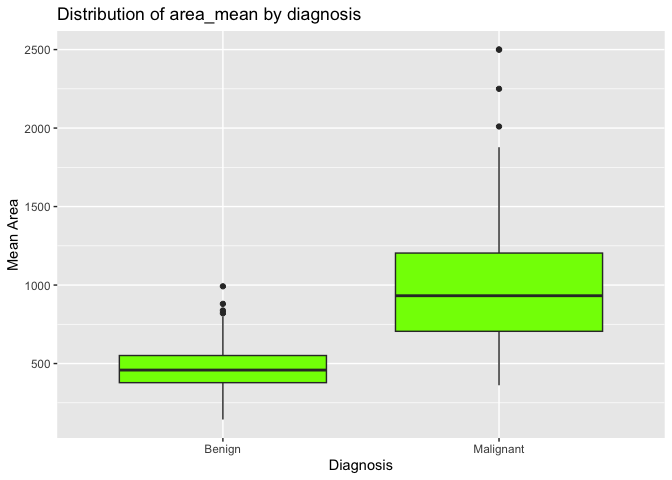 Distribution of area_mean by diagnosis
2500
2000
1500
1000
500
Mean Area
Benign
Malignant
Diagnosis